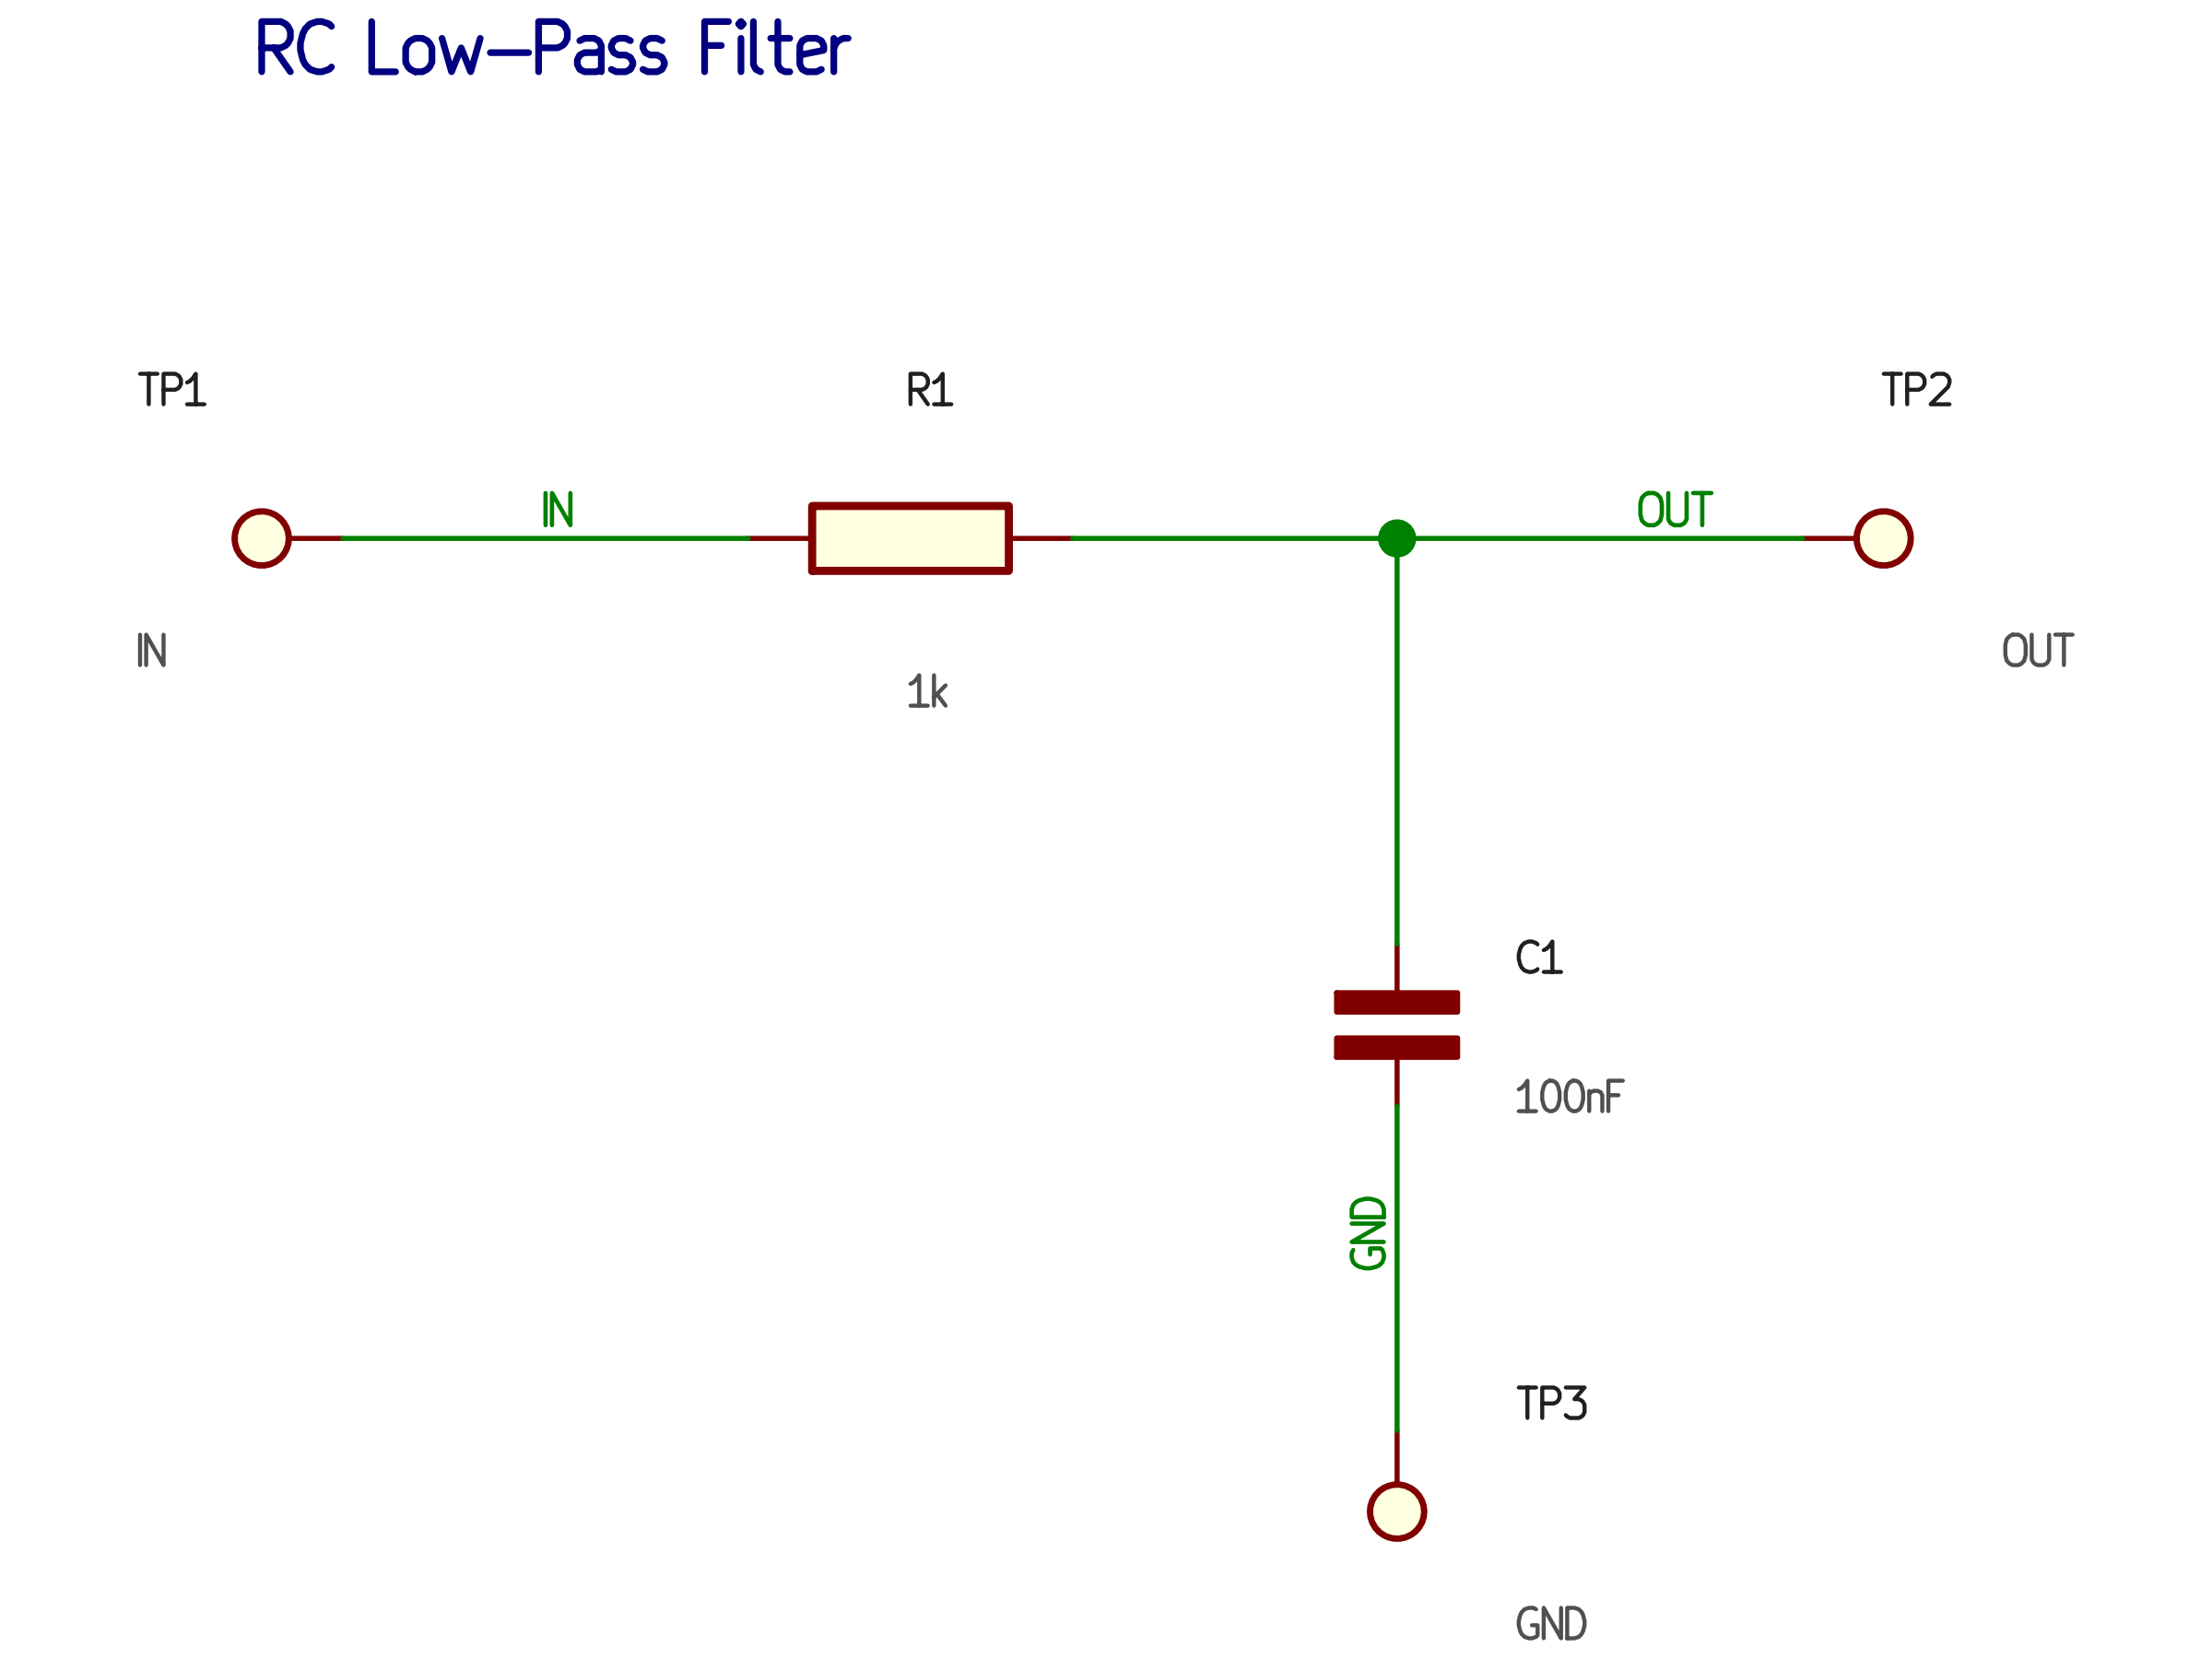 RC Low-Pass Filter
TP1
R1
TP2
IN
OUT
IN
OUT
1k
C1
100nF
GND
TP3
GND